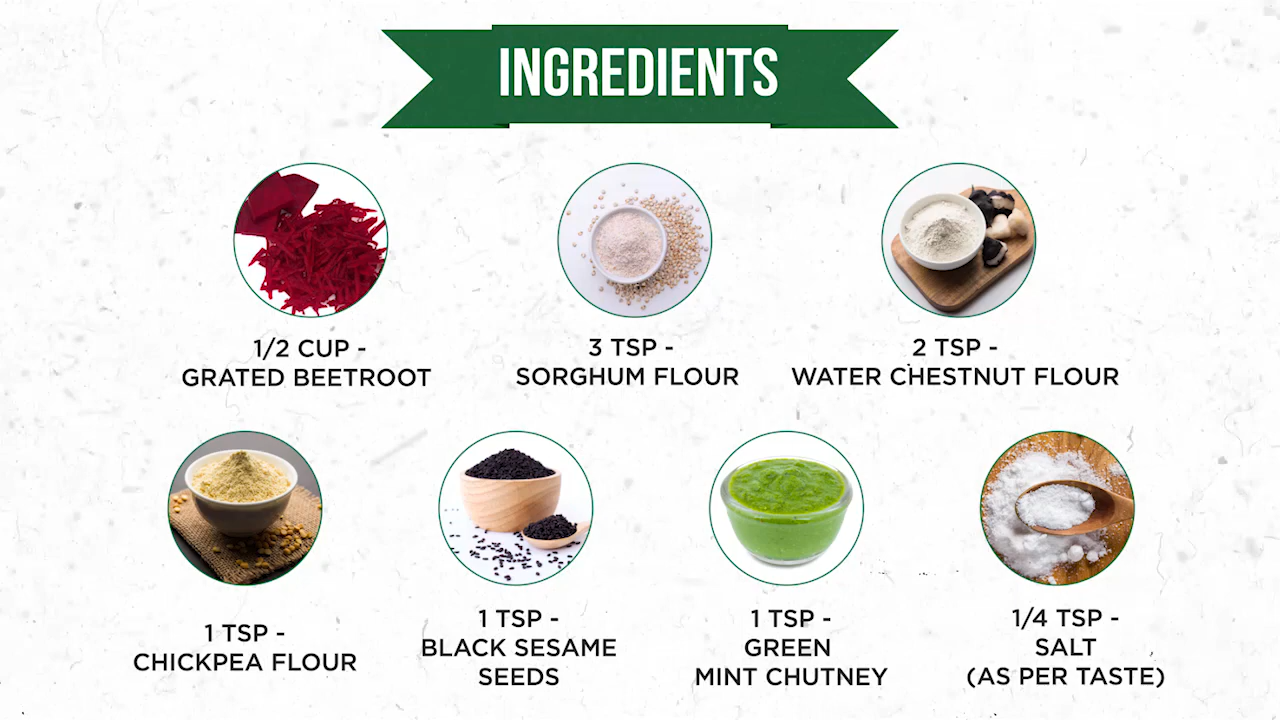 INGREDIENTS
1/2 CUP -
GRATED BEETROOT
3 TSP -
SORGHUM FLOUR
2 TSP -
WATER CHESTNUT FLOUR
1 TSP -
CHICKPEA FLOUR
1 TSP -
BLACK SESAME
SEEDS
1 TSP -
GREEN
MINT CHUTNEY
1/4 TSP -
SALT
(AS PER TASTE)